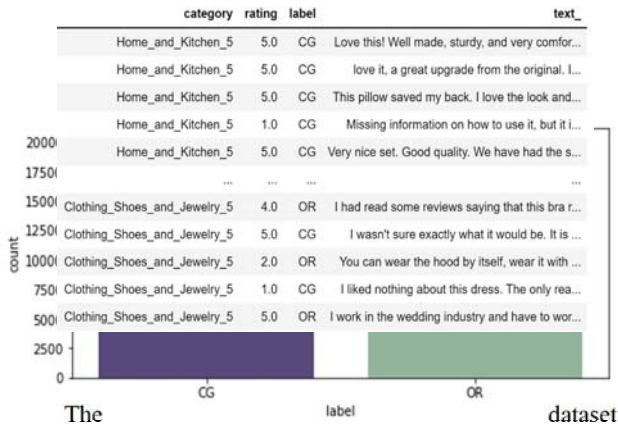 category rating label text_
Home_and_Kitchen_5 5.0 CG Love this! Well made, sturdy, and very comfor...
Home_and_Kitchen_5 5.0 CG love it, a great upgrade from the original. I...
Home_and_Kitchen_5 5.0 CG This pillow saved my back. I love the look and...
Home_and_Kitchen_5 1.0 CG Missing information on how to use it, but it i...
Home_and_Kitchen_5 5.0 CG Very nice set. Good quality. We have had the s...
... ... ... ...
Clothing_Shoes_and_Jewelry_5 4.0 OR I had read some reviews saying that this bra r...
Clothing_Shoes_and_Jewelry_5 5.0 CG I wasn't sure exactly what it would be. It is ...
Clothing_Shoes_and_Jewelry_5 2.0 OR You can wear the hood by itself, wear it with ...
Clothing_Shoes_and_Jewelry_5 1.0 CG I liked nothing about this dress. The only rea...
Clothing_Shoes_and_Jewelry_5 5.0 OR I work in the wedding industry and have to wor...
count
2000
1750
1500
1250
1000
750
500
2500
0
CG OR
label
The dataset